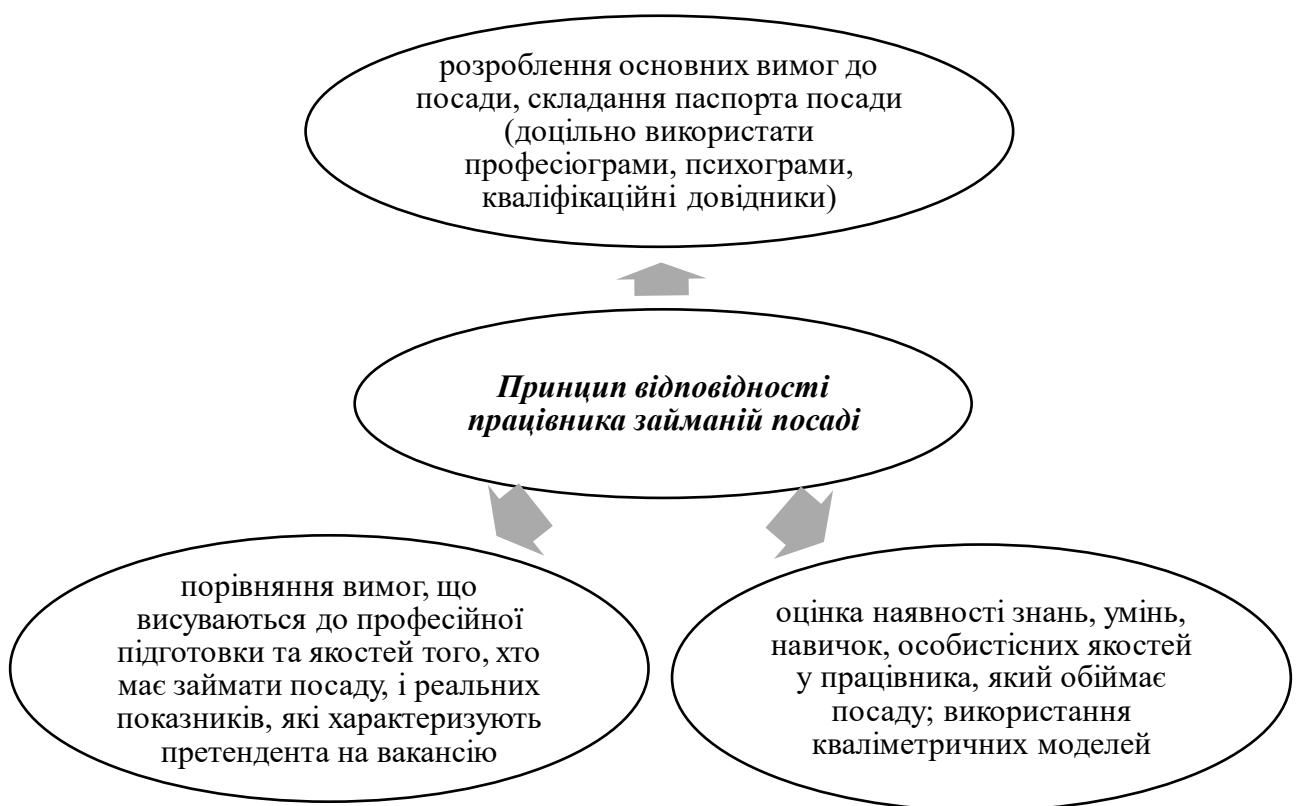 розроблення основних вимог до
посади, складання паспорта посади
(доцільно використати
професіограми, психограми,
кваліфікаційні довідники)
Принцип відповідності
працівника займаній посаді
порівняння вимог, що
висуваються до професійної
підготовки та якостей того, хто
має займати посаду, і реальних
показників, які характеризують
претендента на вакансію
оцінка наявності знань, умінь,
навичок, особистісних якостей
у працівника, який обіймає
посаду; використання
кваліметричних моделей